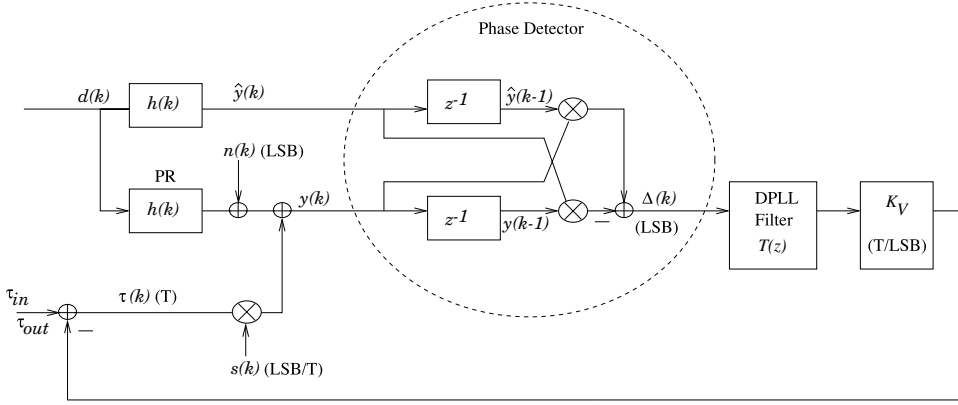 Phase Detector
d(k)
h(k)
ŷ(k)
z-1
ŷ(k-1)
n(k) (LSB)
PR
h(k)
y(k)
z-1
y(k-1)
Δ(k)
(LSB)
DPLL
Filter
T(z)
K_V
(T/LSB)
τ_in
τ_out
τ(k) (T)
s(k) (LSB/T)